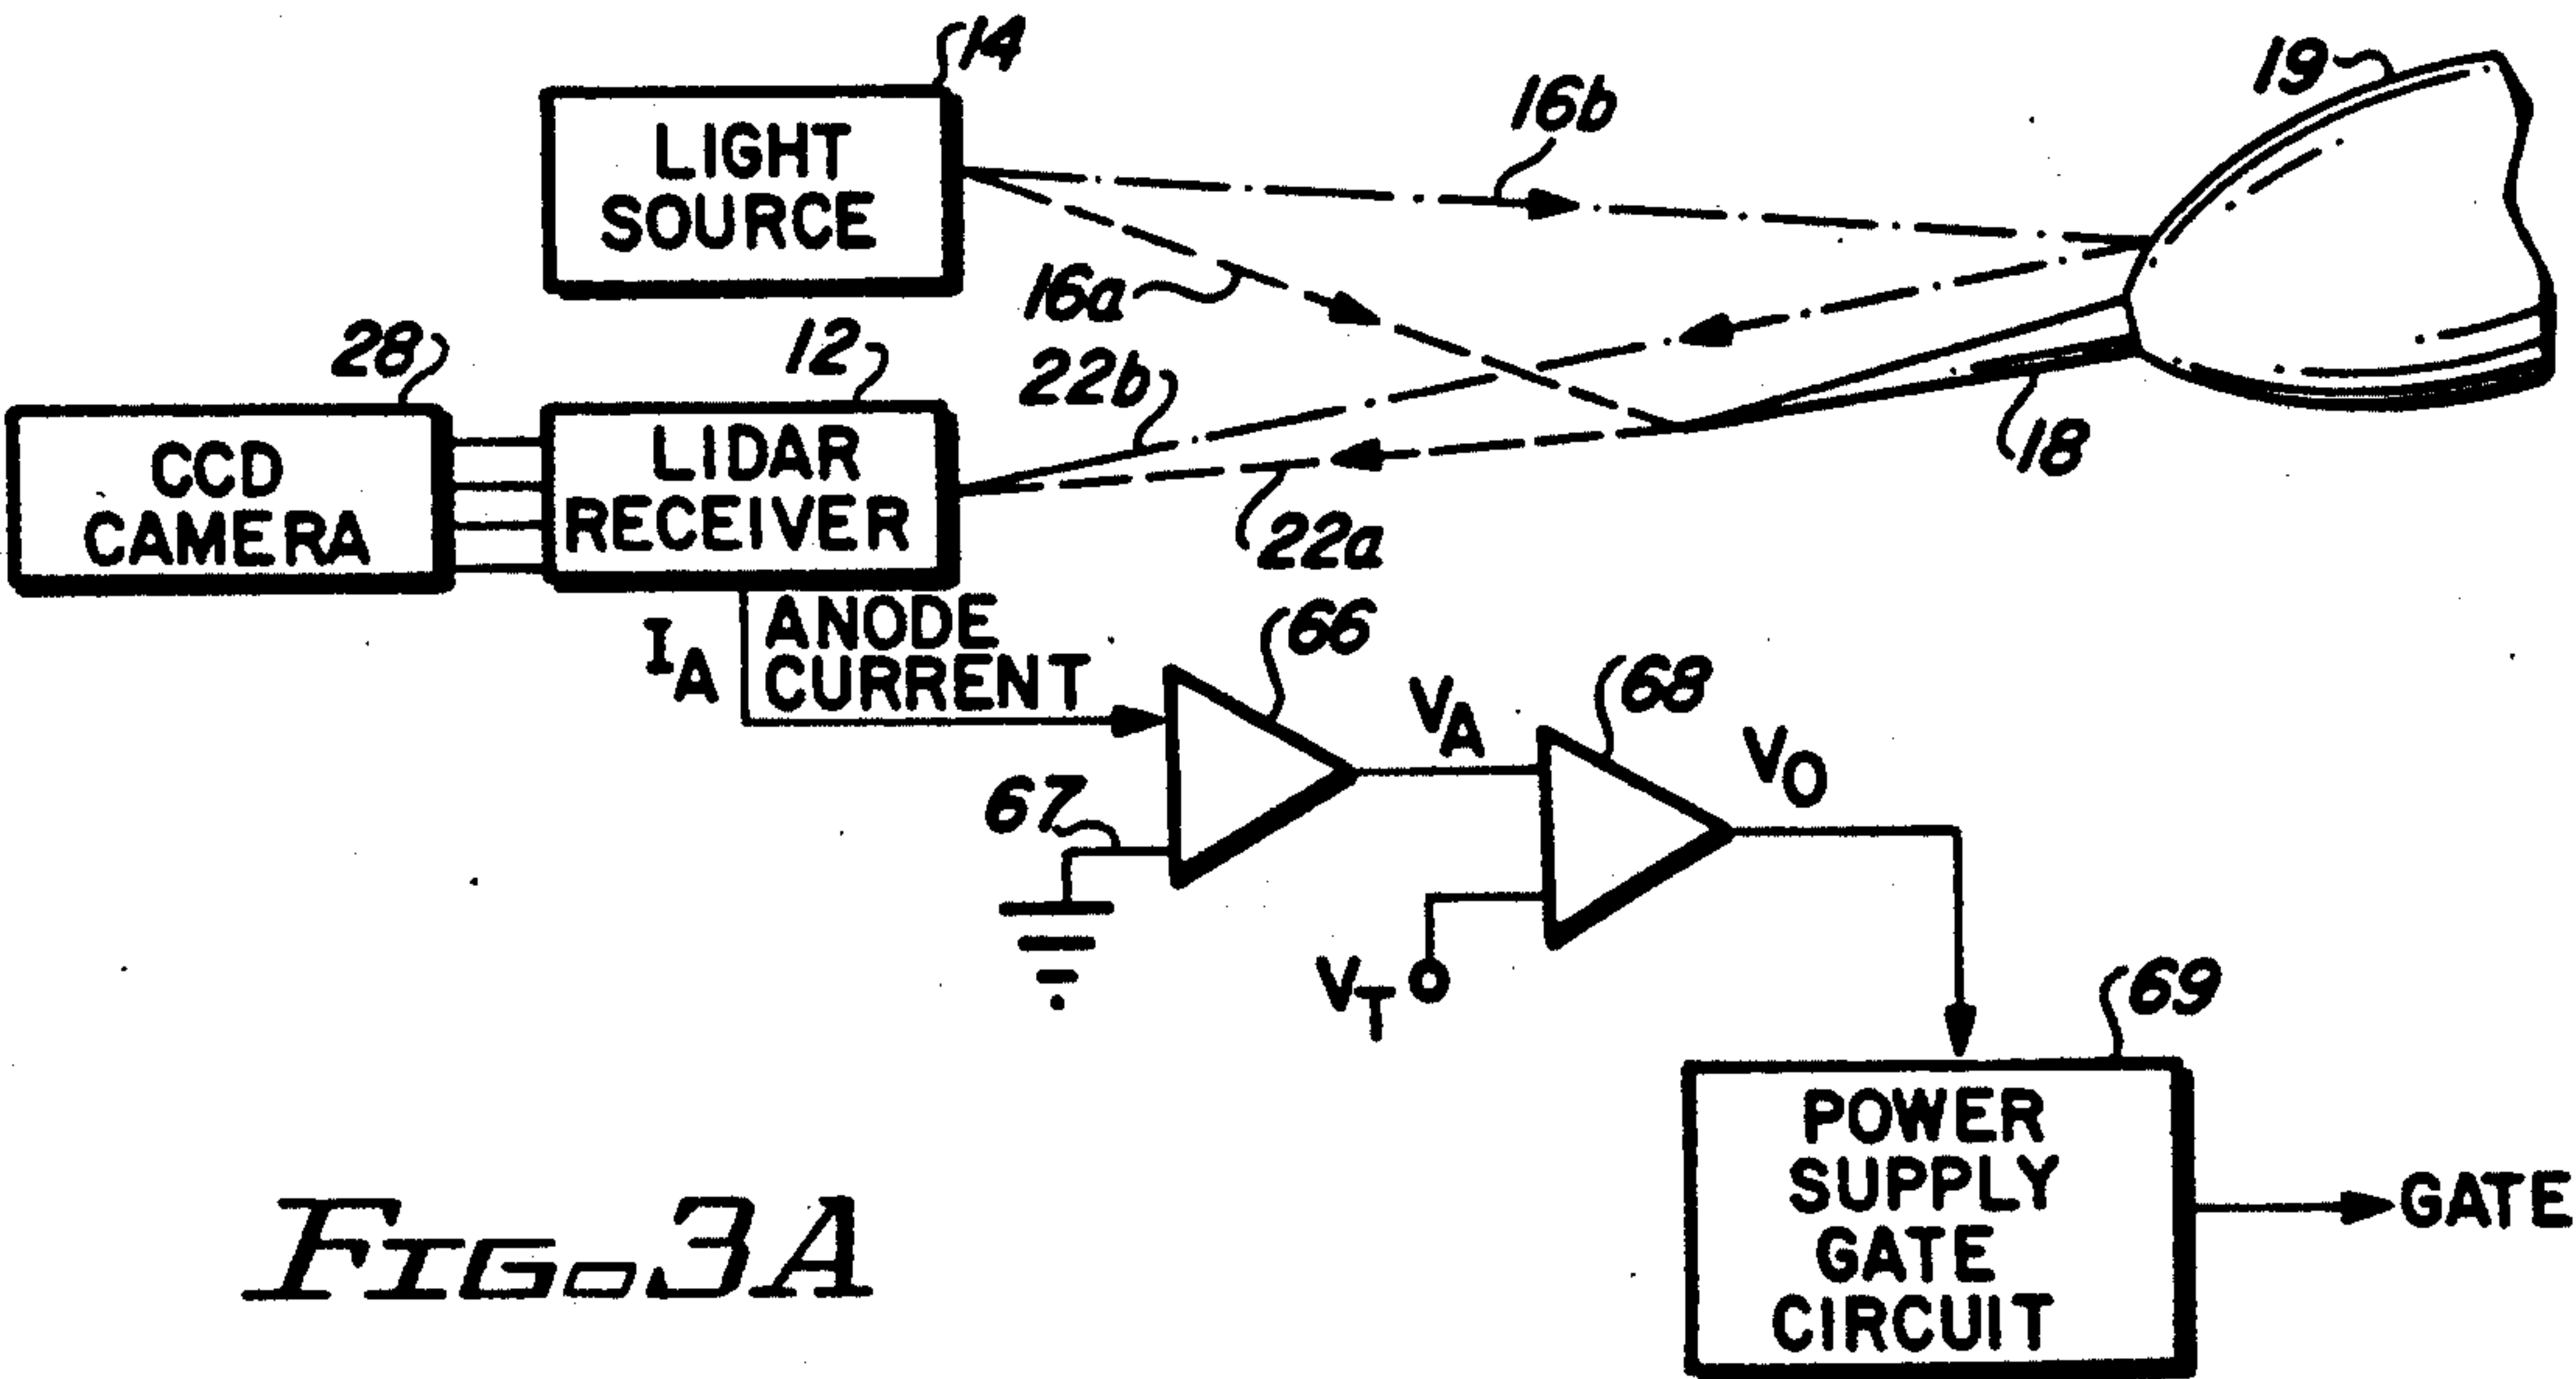 14
LIGHT
SOURCE
16b
19
16a
28
12
22b
CCD
CAMERA
LIDAR
RECEIVER
18
22a
IA
ANODE
CURRENT
66
VA
68
VO
67
VT
69
POWER
SUPPLY
GATE
CIRCUIT
GATE
FIG. 3A